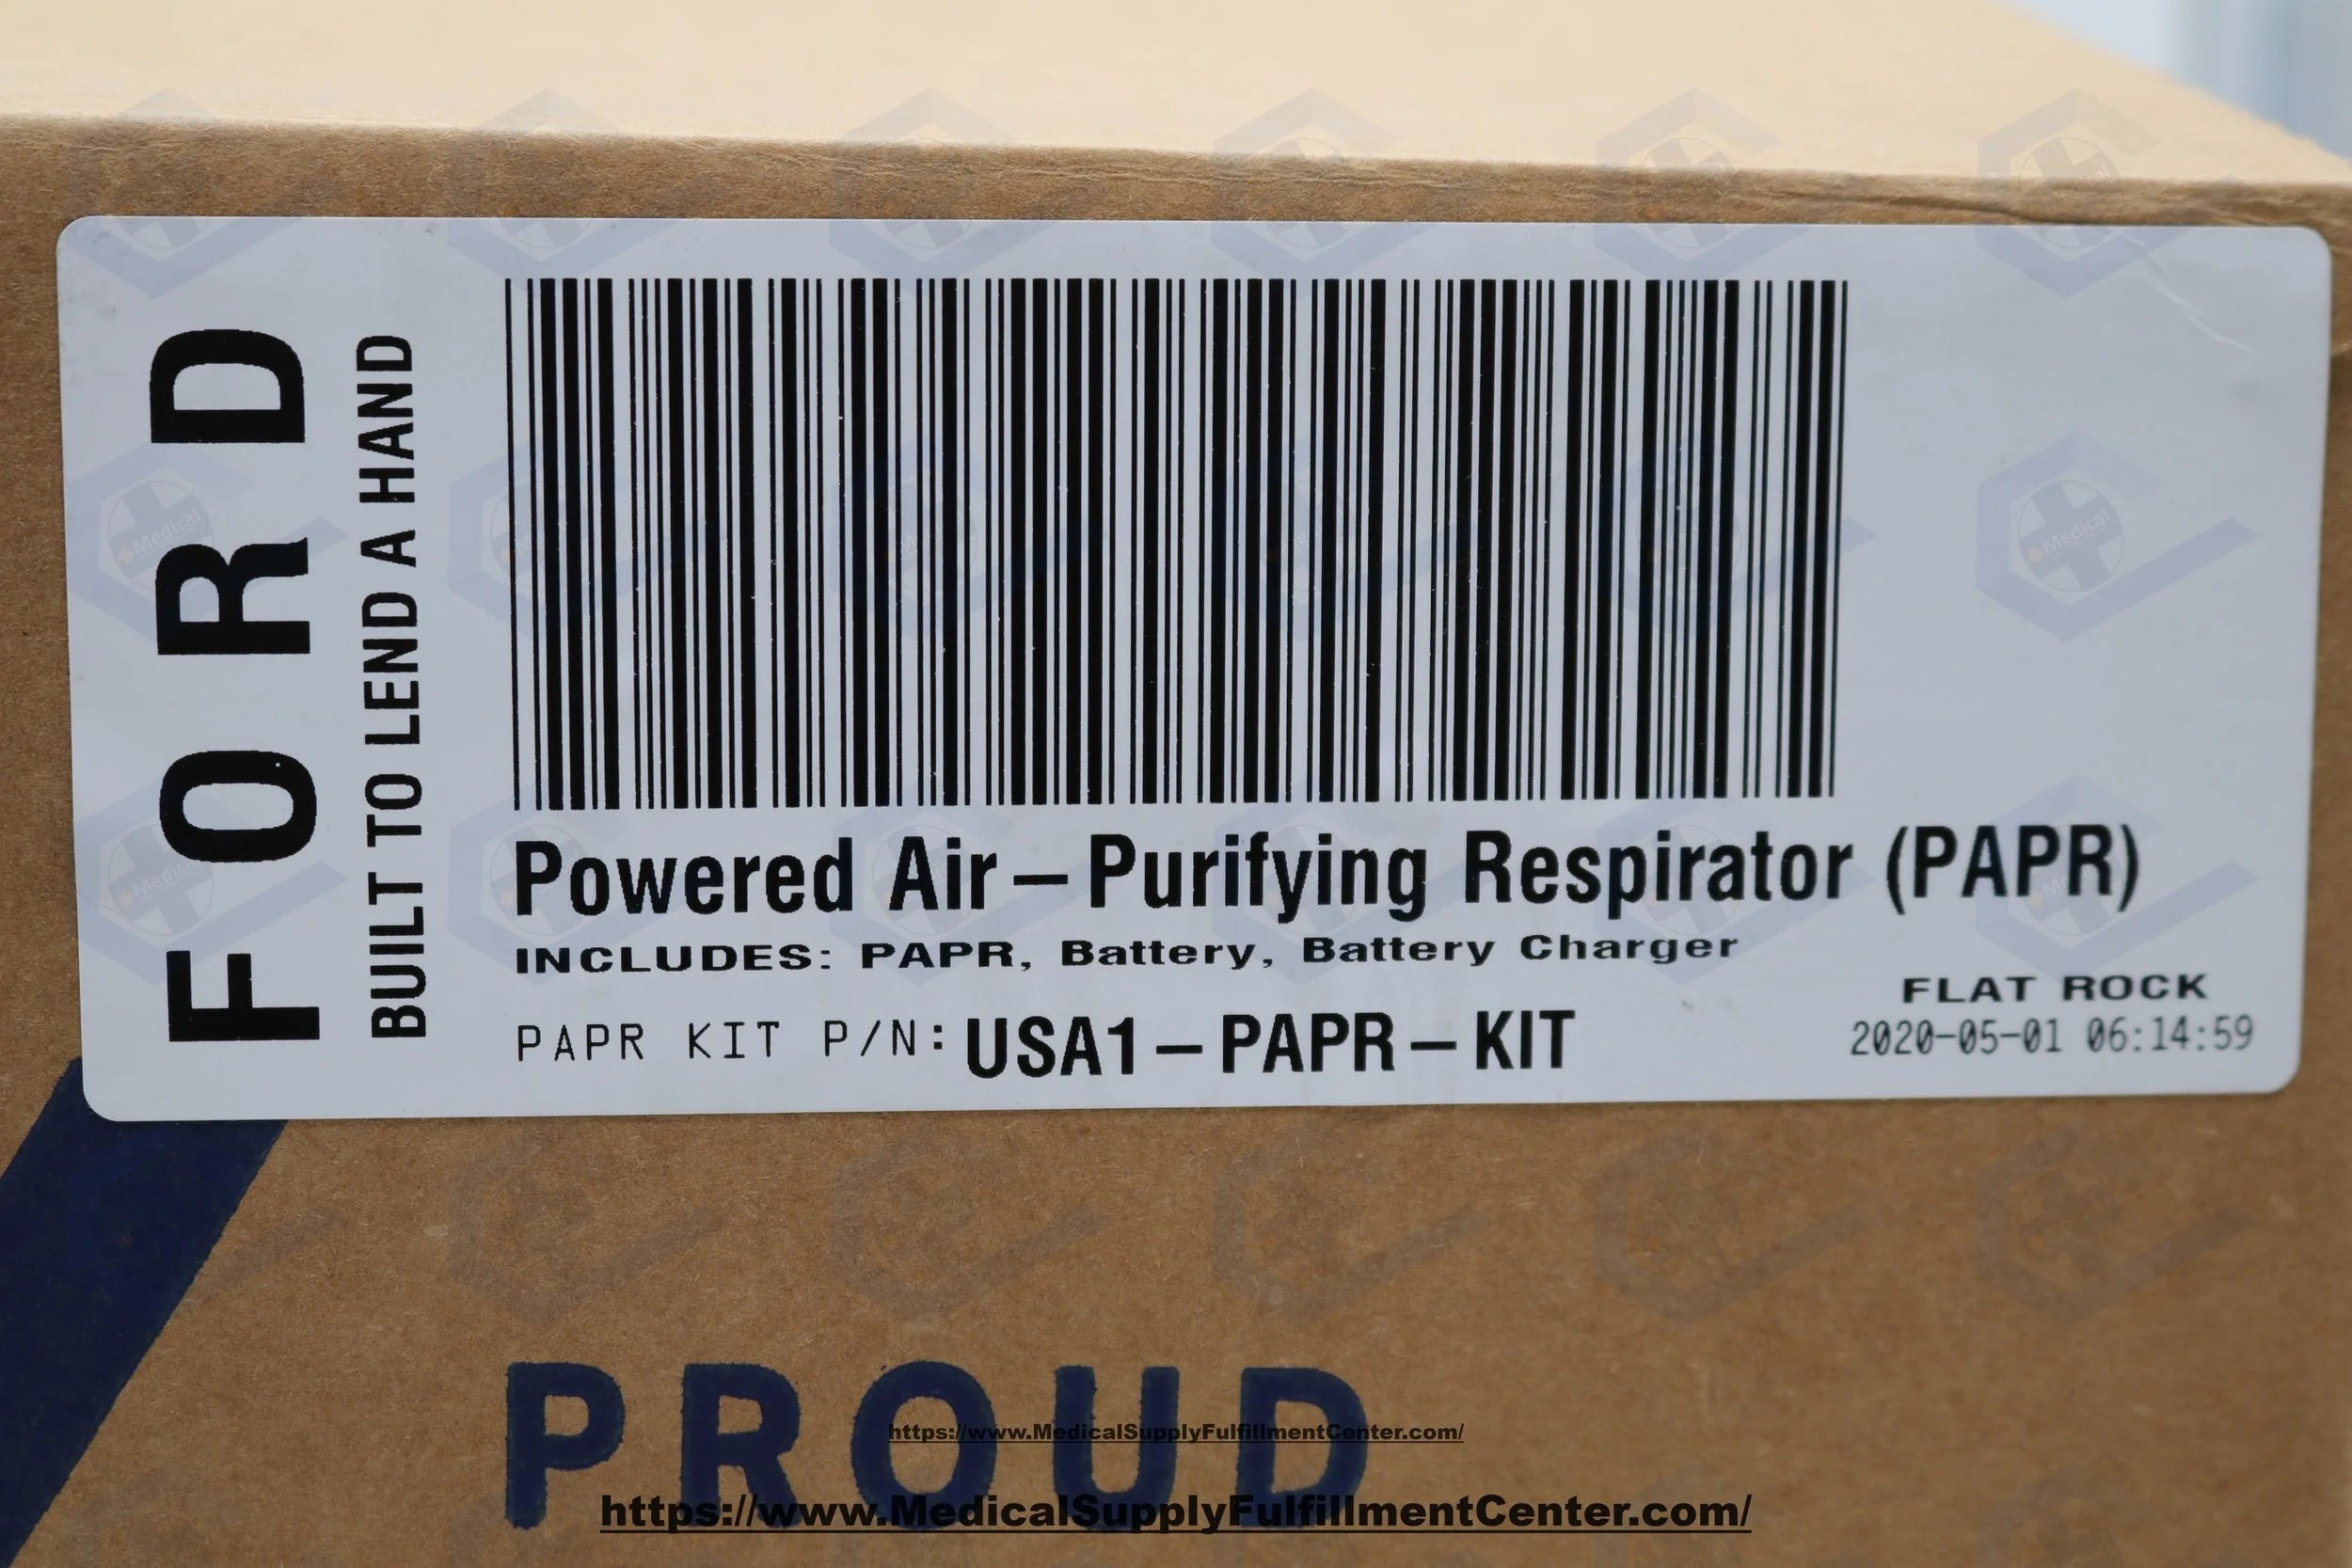 FORD
BUILT TO LEND A HAND
Powered Air-Purifying Respirator (PAPR)
INCLUDES: PAPR, Battery, Battery Charger
PAPR KIT P/N: USA1-PAPR-KIT
FLAT ROCK
2020-05-01 06:14:59
PROUD
https://www.MedicalSupplyFulfillmentCenter.com/
https://www.MedicalSupplyFulfillmentCenter.com/
Medical